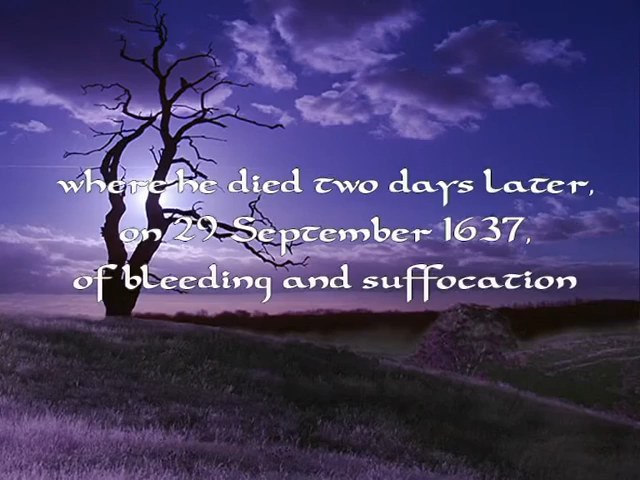 where he died two days later,
on 29 September 1637,
of bleeding and suffocation